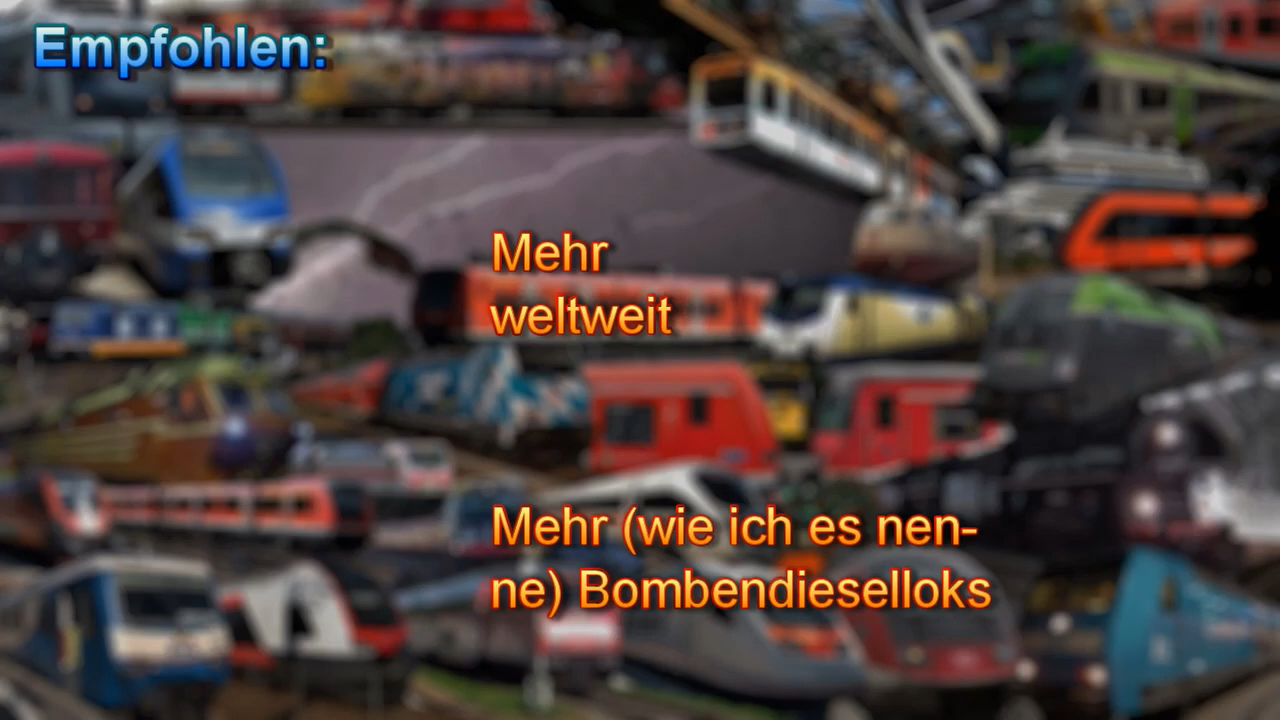 Empfohlen:
Mehr
weltweit
Mehr (wie ich es nen-
ne) Bombendieselloks